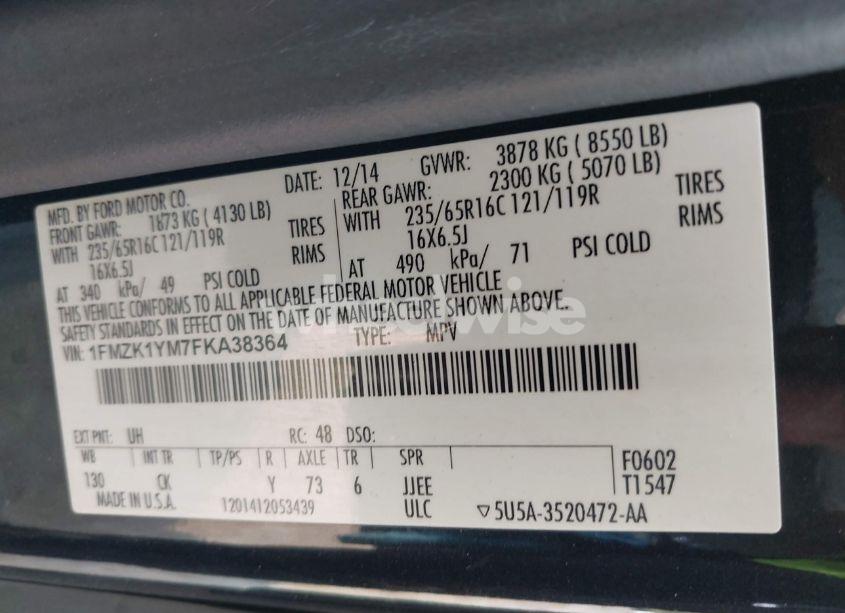 MFD. BY FORD MOTOR CO. DATE: 12/14 GVWR: 3878 KG ( 8550 LB)
FRONT GAWR: 1873 KG ( 4130 LB) REAR GAWR: 2300 KG ( 5070 LB)
WITH 235/65R16C 121/119R TIRES WITH 235/65R16C 121/119R TIRES
16X6.5J RIMS 16X6.5J RIMS
AT 340 kPa/ 49 PSI COLD AT 490 kPa/ 71 PSI COLD
THIS VEHICLE CONFORMS TO ALL APPLICABLE FEDERAL MOTOR VEHICLE
SAFETY STANDARDS IN EFFECT ON THE DATE OF MANUFACTURE SHOWN ABOVE.
VIN: 1FMZK1YM7FKA38364 TYPE: MPV
EXT PNT: UH RC: 48 DSO:
WB INT TR TP/PS R AXLE TR SPR F0602
130 CK Y 73 6 JJEE T1547
MADE IN U.S.A. 1201412053439 ULC ▽5U5A-3520472-AA